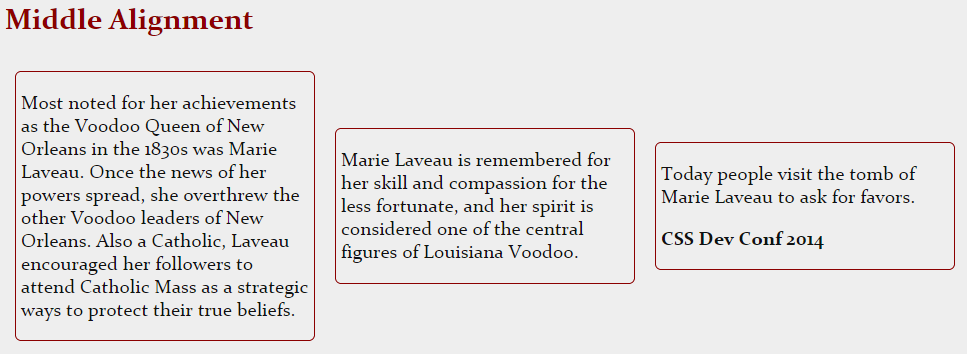 Middle Alignment
Most noted for her achievements
as the Voodoo Queen of New
Orleans in the 1830s was Marie
Laveau. Once the news of her
powers spread, she overthrew the
other Voodoo leaders of New
Orleans. Also a Catholic, Laveau
encouraged her followers to
attend Catholic Mass as a strategic
ways to protect their true beliefs.
Marie Laveau is remembered for
her skill and compassion for the
less fortunate, and her spirit is
considered one of the central
figures of Louisiana Voodoo.
Today people visit the tomb of
Marie Laveau to ask for favors.
CSS Dev Conf 2014